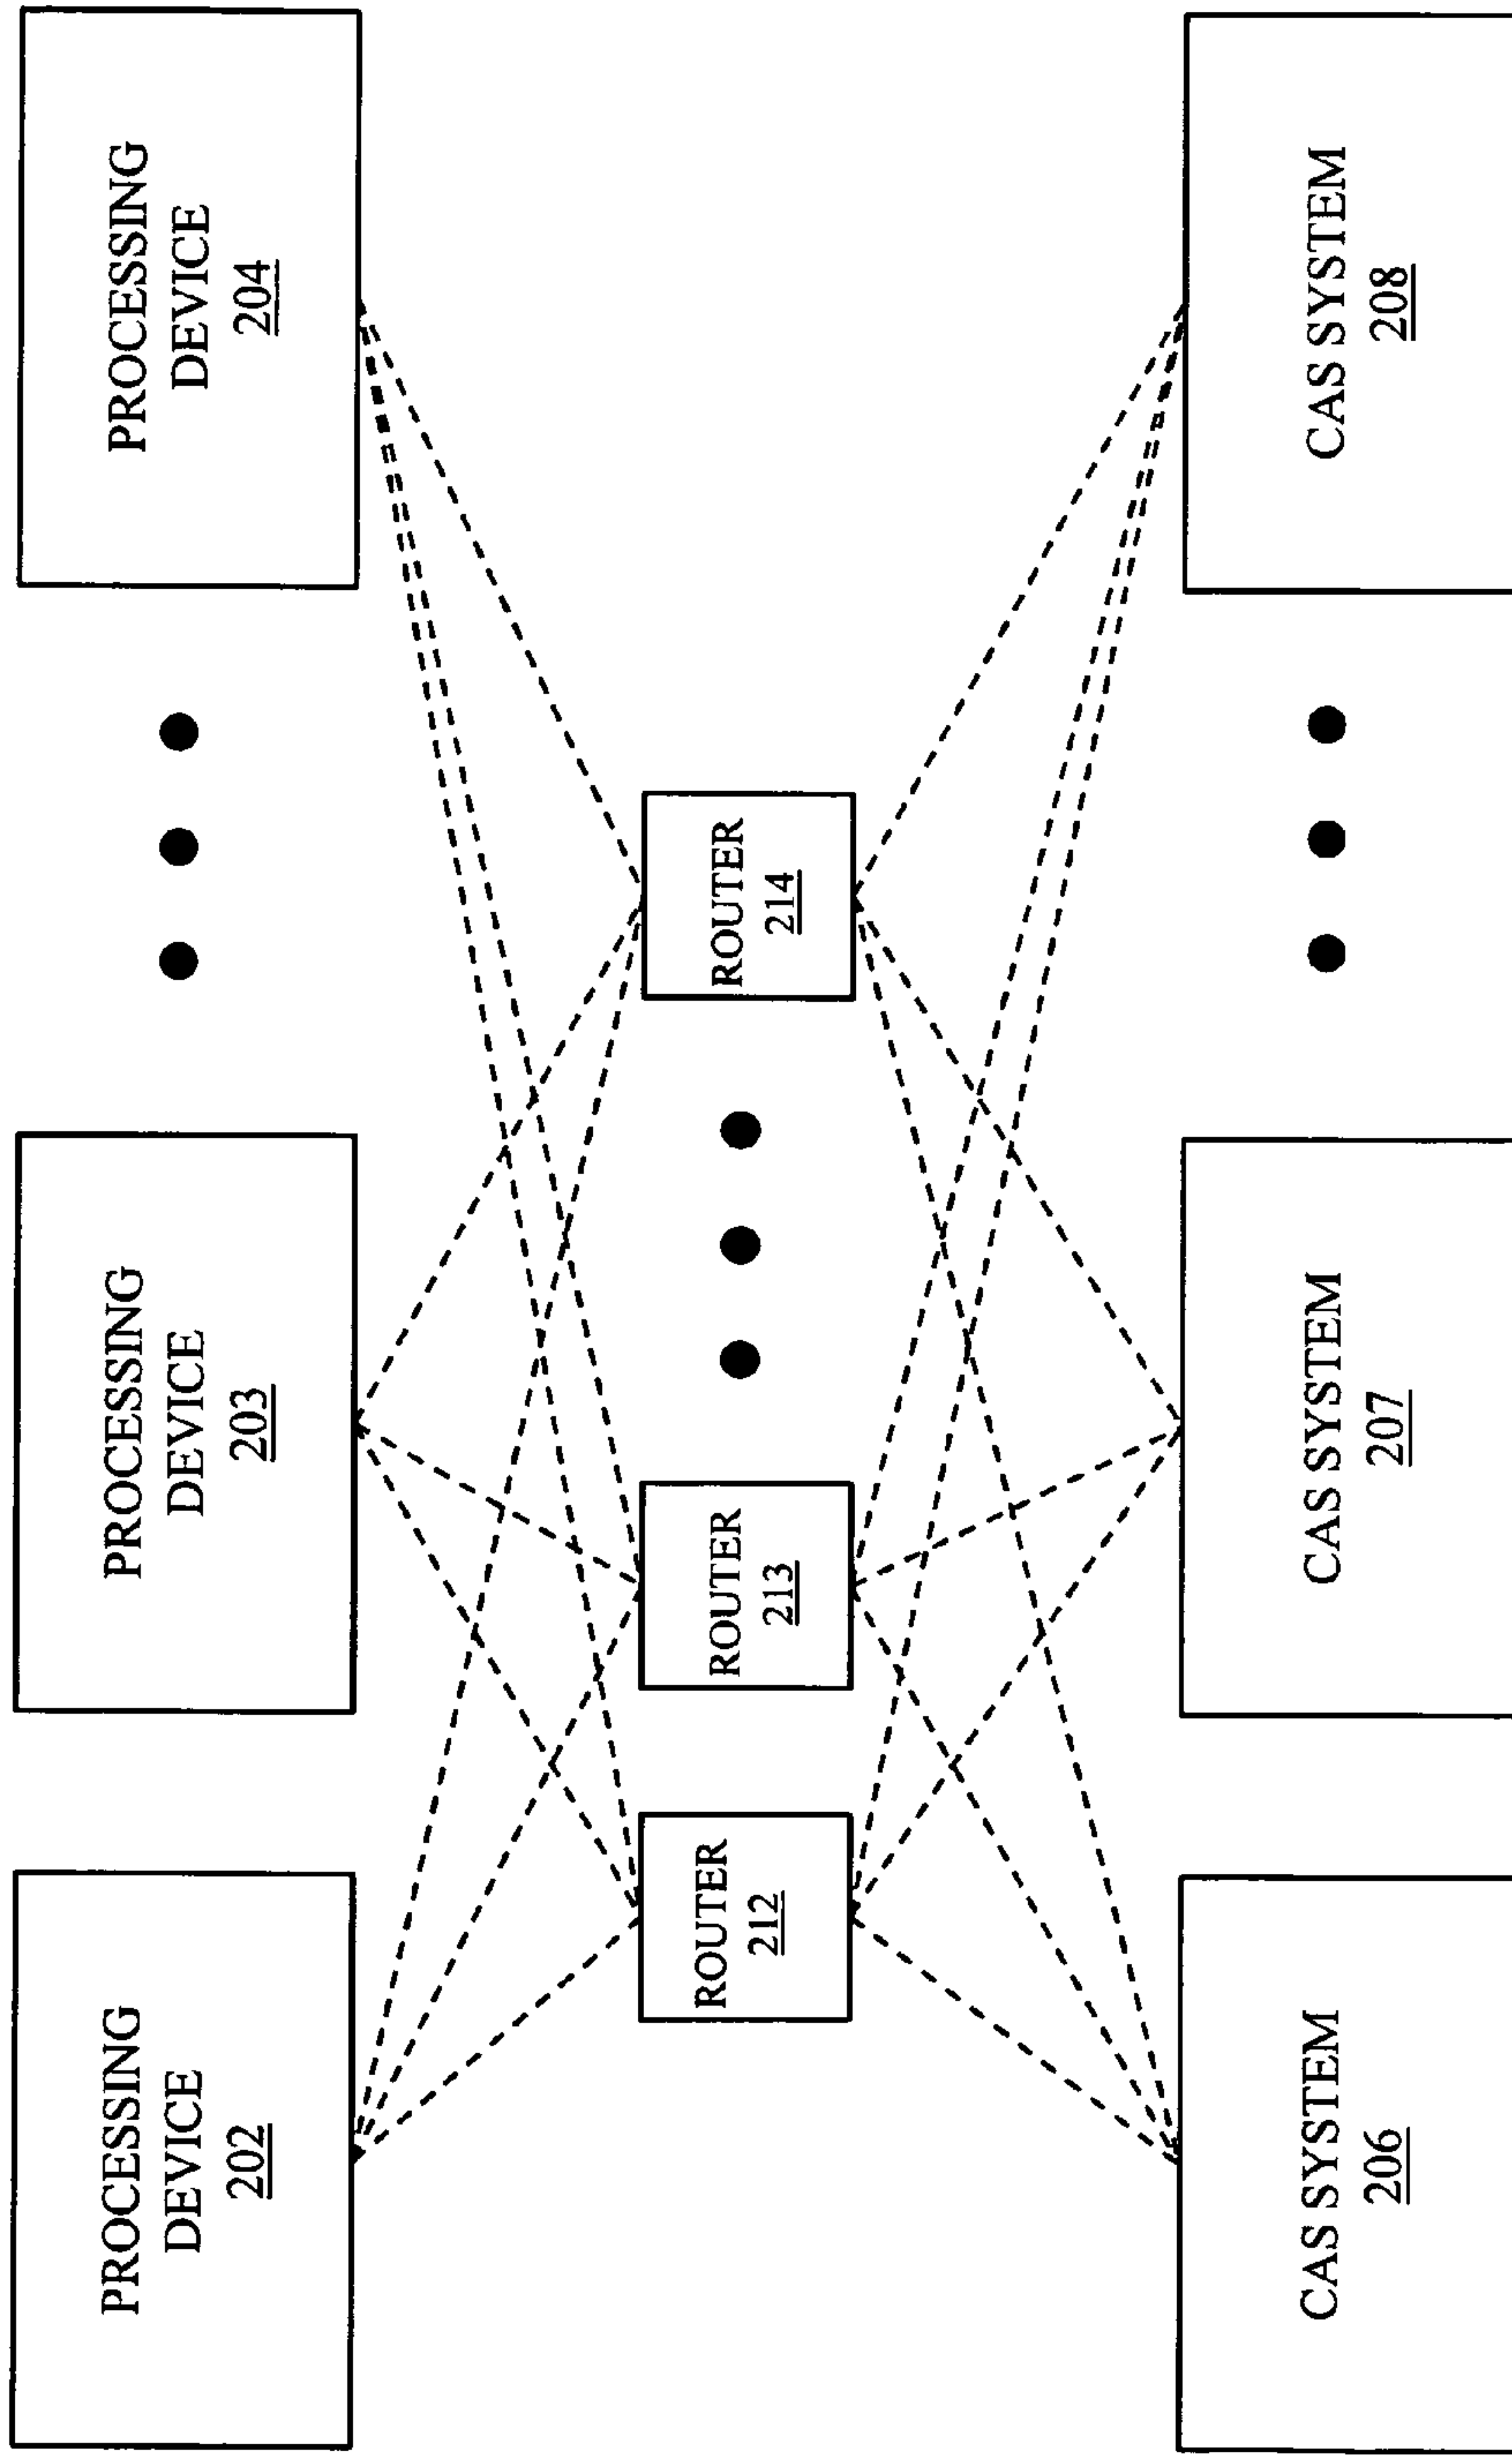 PROCESSING
DEVICE
202
PROCESSING
DEVICE
203
PROCESSING
DEVICE
204
ROUTER
212
ROUTER
213
ROUTER
214
CAS SYSTEM
206
CAS SYSTEM
207
CAS SYSTEM
208